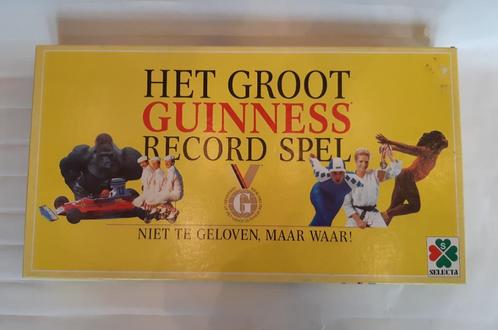 HET GROOT
GUINNESS
RECORD SPEL
G
NIET TE GELOVEN, MAAR WAAR!
S
SELECTA